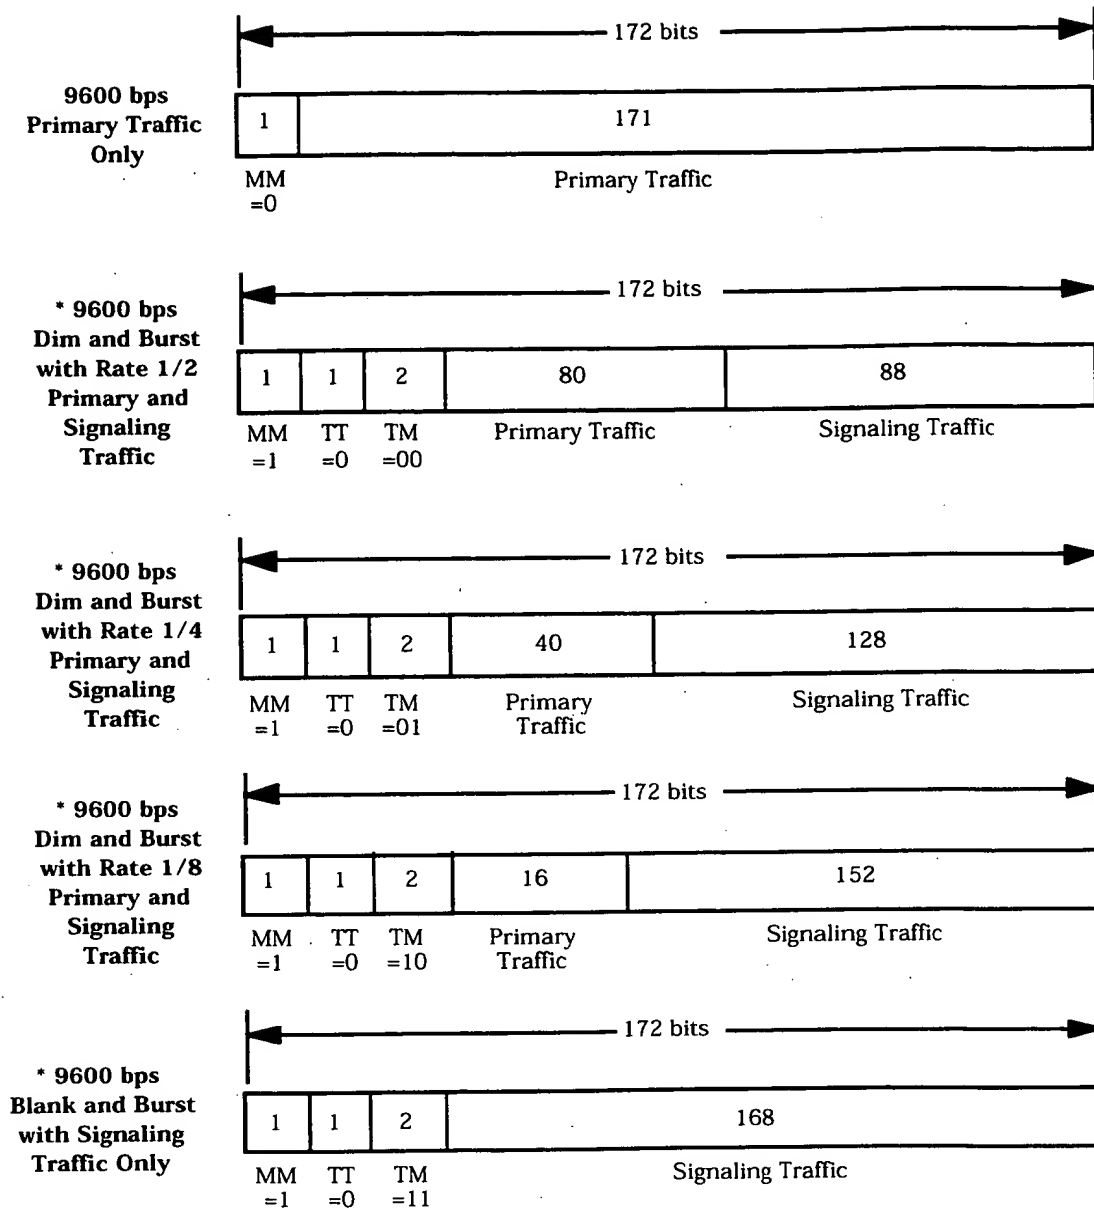 172 bits
9600 bps
Primary Traffic
Only
1
171
MM
=0
Primary Traffic
172 bits
* 9600 bps
Dim and Burst
with Rate 1/2
Primary and
Signaling
Traffic
1
1
2
80
88
MM
=1
TT
=0
TM
=00
Primary Traffic
Signaling Traffic
172 bits
* 9600 bps
Dim and Burst
with Rate 1/4
Primary and
Signaling
Traffic
1
1
2
40
128
MM
=1
TT
=0
TM
=01
Primary
Traffic
Signaling Traffic
172 bits
* 9600 bps
Dim and Burst
with Rate 1/8
Primary and
Signaling
Traffic
1
1
2
16
152
MM
=1
TT
=0
TM
=10
Primary
Traffic
Signaling Traffic
172 bits
* 9600 bps
Blank and Burst
with Signaling
Traffic Only
1
1
2
168
MM
=1
TT
=0
TM
=11
Signaling Traffic